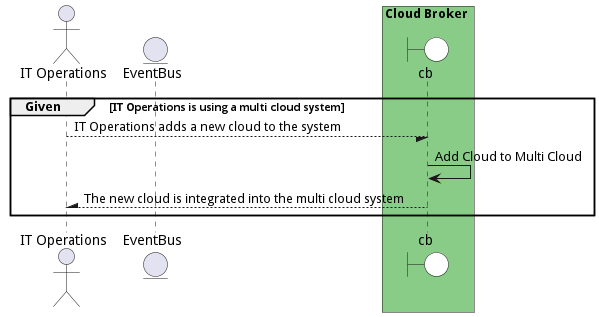 Cloud Broker
IT Operations
EventBus
cb
Given
[IT Operations is using a multi cloud system]
IT Operations adds a new cloud to the system
Add Cloud to Multi Cloud
The new cloud is integrated into the multi cloud system
IT Operations
EventBus
cb